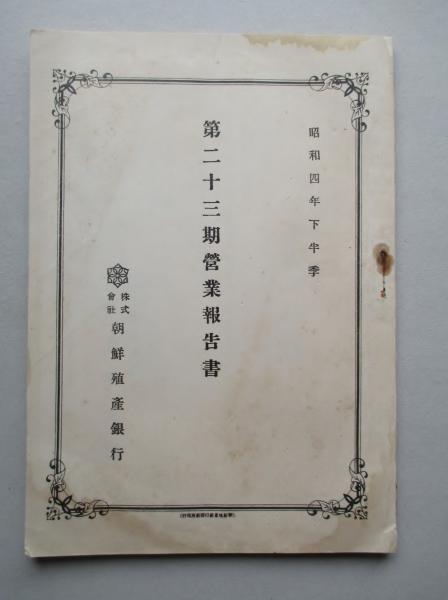 昭和四年下半季
第二十三期營業報告書
株式會社 朝鮮殖產銀行